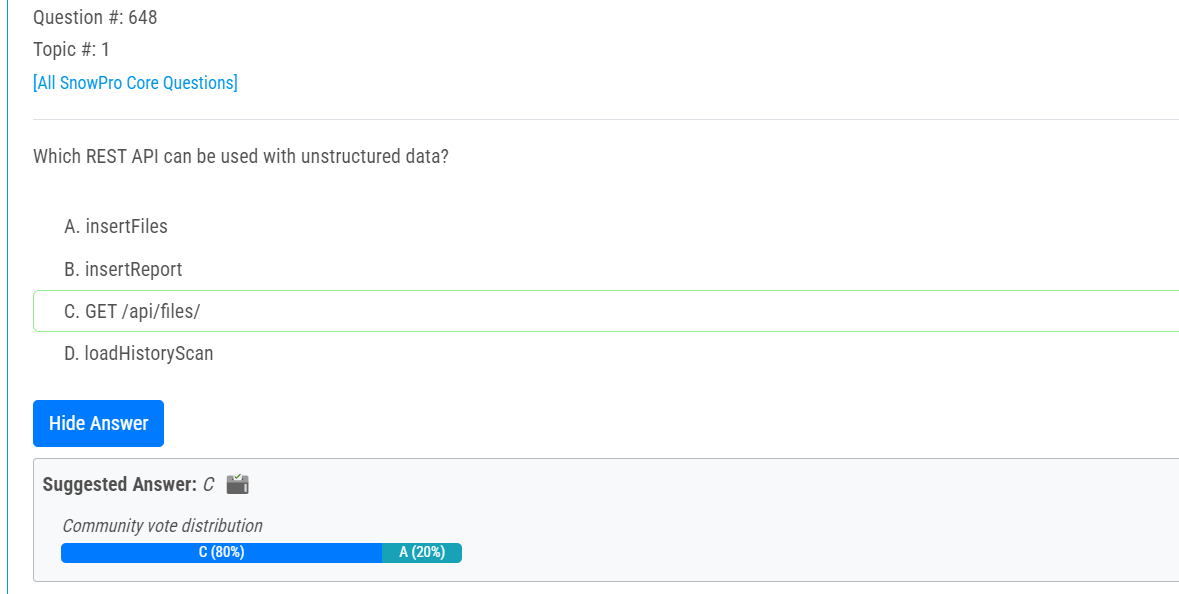 Question #: 648
Topic #: 1
[All SnowPro Core Questions]
Which REST API can be used with unstructured data?
A. insertFiles
B. insertReport
C. GET /api/files/
D. loadHistoryScan
Hide Answer
Suggested Answer: C
Community vote distribution
C (80%) A (20%)